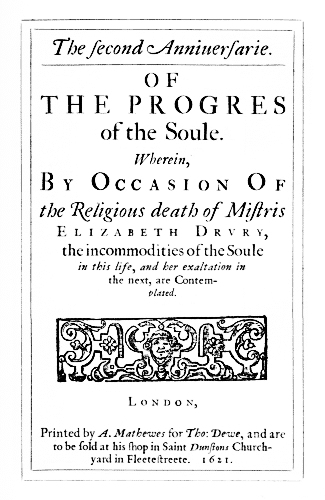 The ſecond Anniuerſarie.
OF
THE PROGRES
of the Soule.
Wherein,
BY OCCASION OF
the Religious death of Miſtris
ELIZABETH DRVRY,
the incommodities of the Soule
in this life, and her exaltation in
the next, are Contem-
plated.
LONDON,
Printed by A. Mathewes for Tho: Dewe, and are
to be ſold at his ſhop in Saint Dunſtons Church-
yard in Fleeteſtreete. 1621.